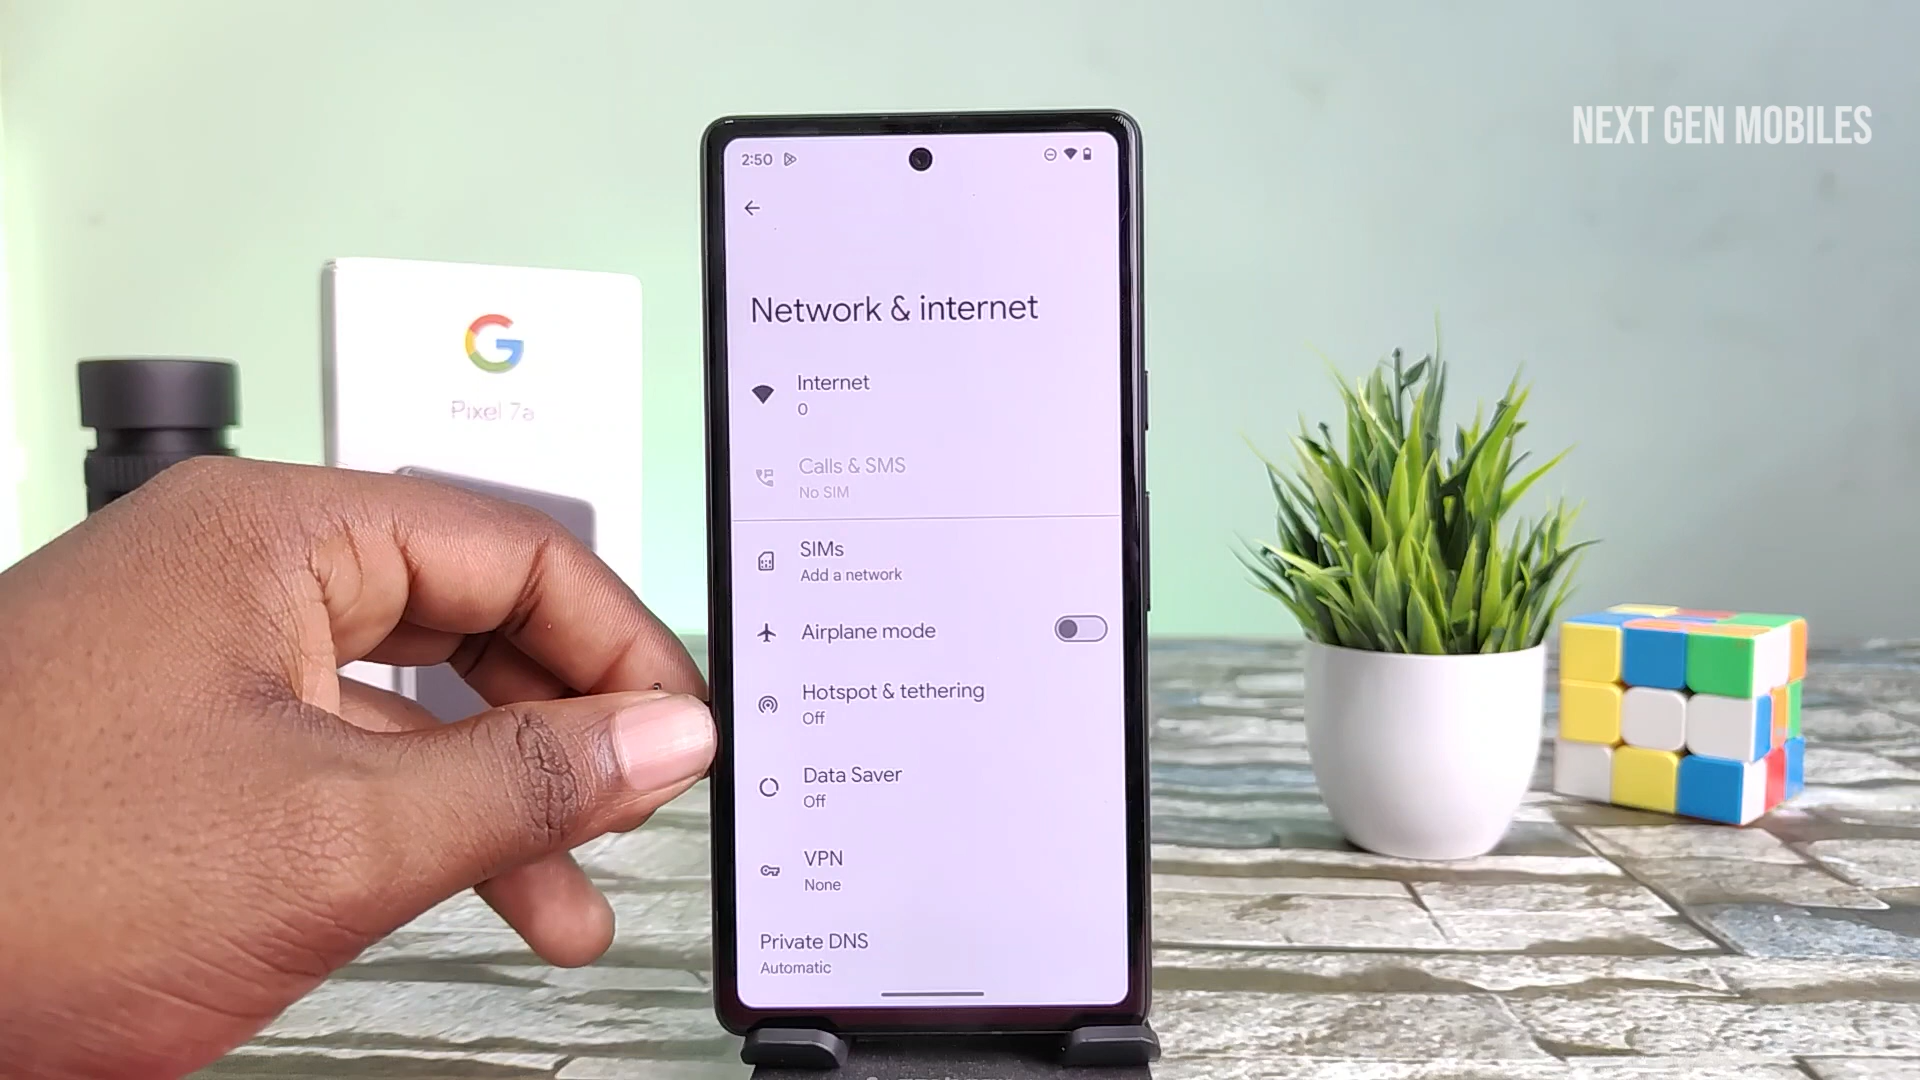 NEXT GEN MOBILES
2:50
Network & internet
Internet
0
Calls & SMS
No SIM
SIMs
Add a network
Airplane mode
Hotspot & tethering
Off
Data Saver
Off
VPN
None
Private DNS
Automatic
G
Pixel 7a